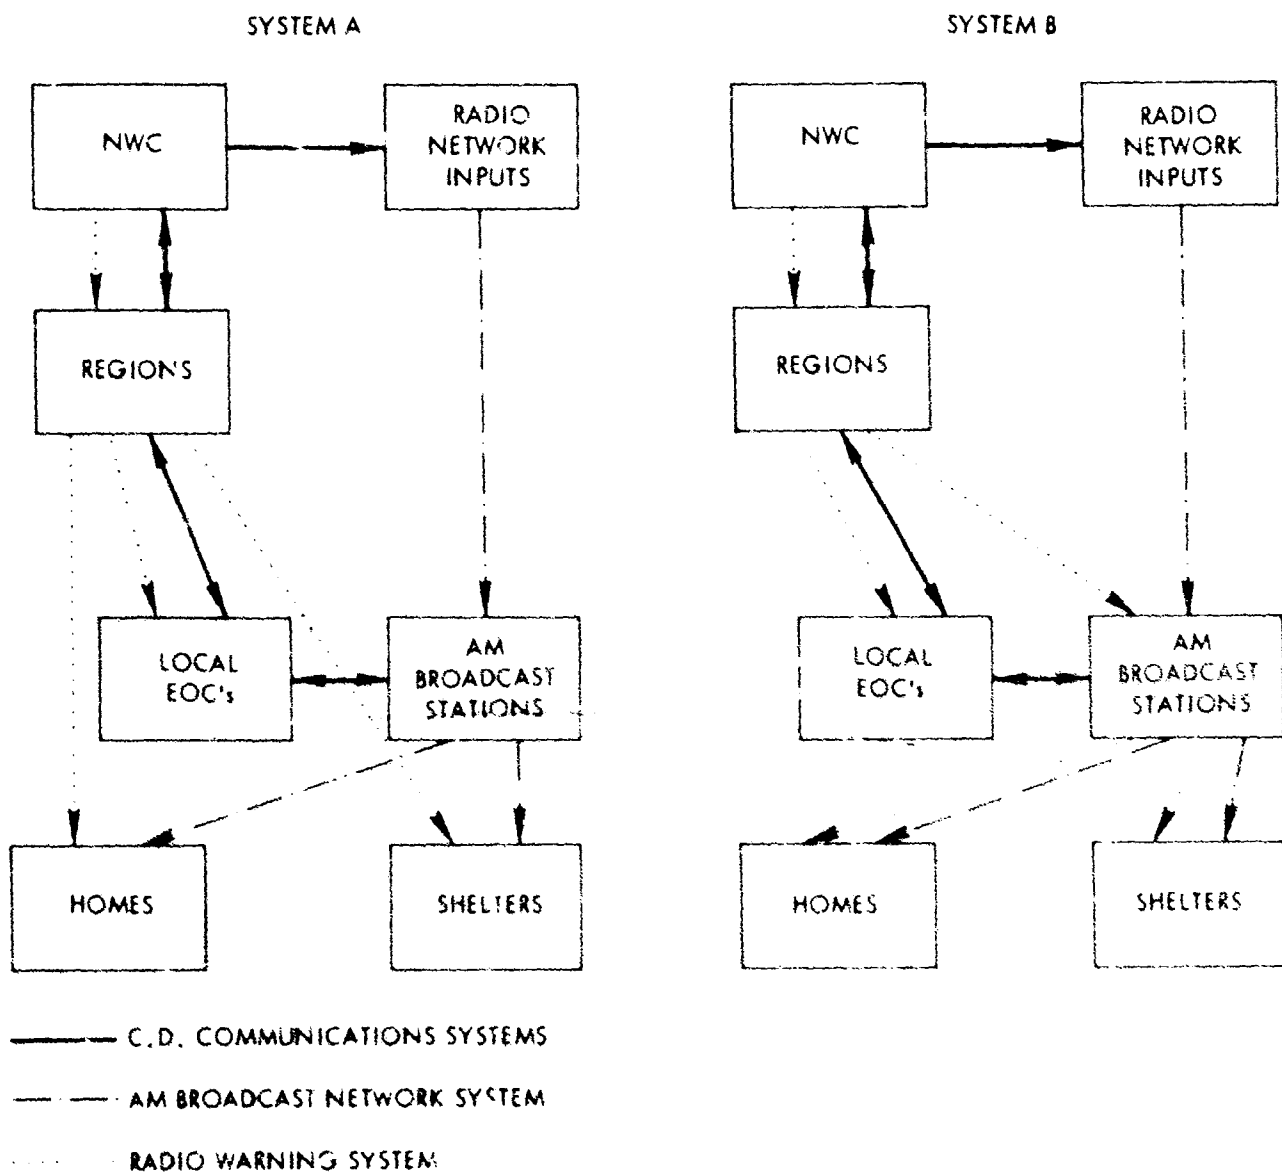 SYSTEM A
SYSTEM B
NWC
RADIO
NETWORK
INPUTS
NWC
RADIO
NETWORK
INPUTS
REGIONS
REGIONS
LOCAL
EOC's
AM
BROADCAST
STATIONS
LOCAL
EOC's
AM
BROADCAST
STATIONS
HOMES
SHELTERS
HOMES
SHELTERS
C.D. COMMUNICATIONS SYSTEMS
AM BROADCAST NETWORK SYSTEM
RADIO WARNING SYSTEM